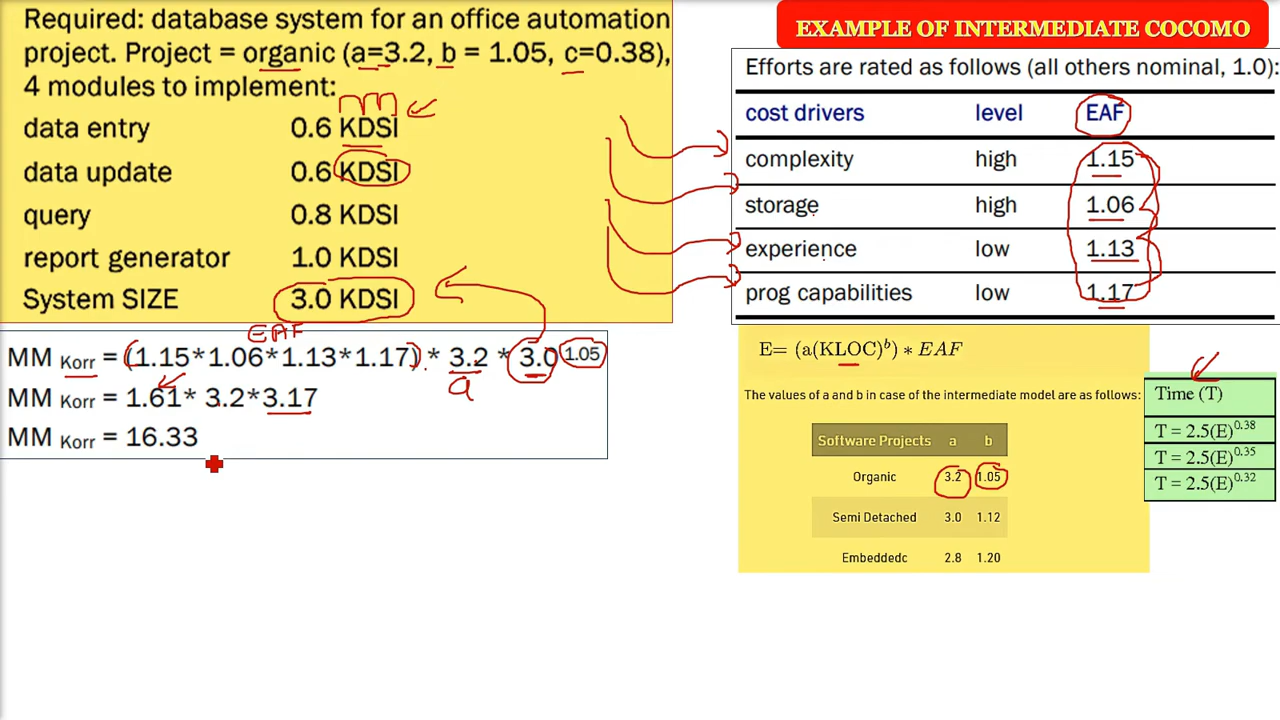 Required: database system for an office automation
project. Project = organic (a=3.2, b = 1.05, c=0.38),
4 modules to implement:
data entry 0.6 KDSI
data update 0.6 KDSI
query 0.8 KDSI
report generator 1.0 KDSI
System SIZE 3.0 KDSI
EAF
MM Korr = (1.15*1.06*1.13*1.17) * 3.2 * 3.0 1.05
a
MM Korr = 1.61* 3.2*3.17
MM Korr = 16.33
EXAMPLE OF INTERMEDIATE COCOMO
Efforts are rated as follows (all others nominal, 1.0):
cost drivers level EAF
complexity high 1.15
storage high 1.06
experience low 1.13
prog capabilities low 1.17
E= (a(KLOC)^b) * EAF
The values of a and b in case of the intermediate model are as follows:
Software Projects a b
Organic 3.2 1.05
Semi Detached 3.0 1.12
Embeddedc 2.8 1.20
Time (T)
T = 2.5(E)^0.38
T = 2.5(E)^0.35
T = 2.5(E)^0.32